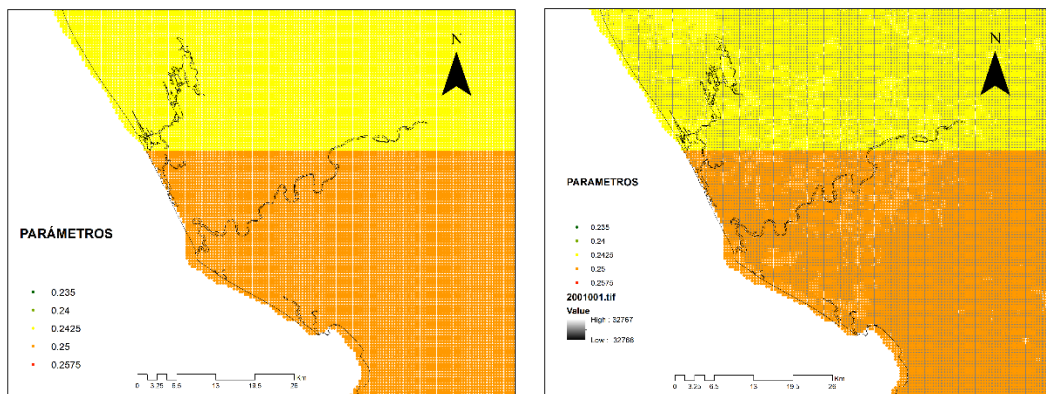 N
PARÁMETROS
0.235
0.24
0.2425
0.25
0.2575
0 3.25 6.5 13 19.5 26
Km
N
PARAMETROS
0.235
0.24
0.2425
0.25
0.2575
2001001.tif
Value
High : 32767
Low : 32766
0 3.25 6.5 13 19.5 26
Km